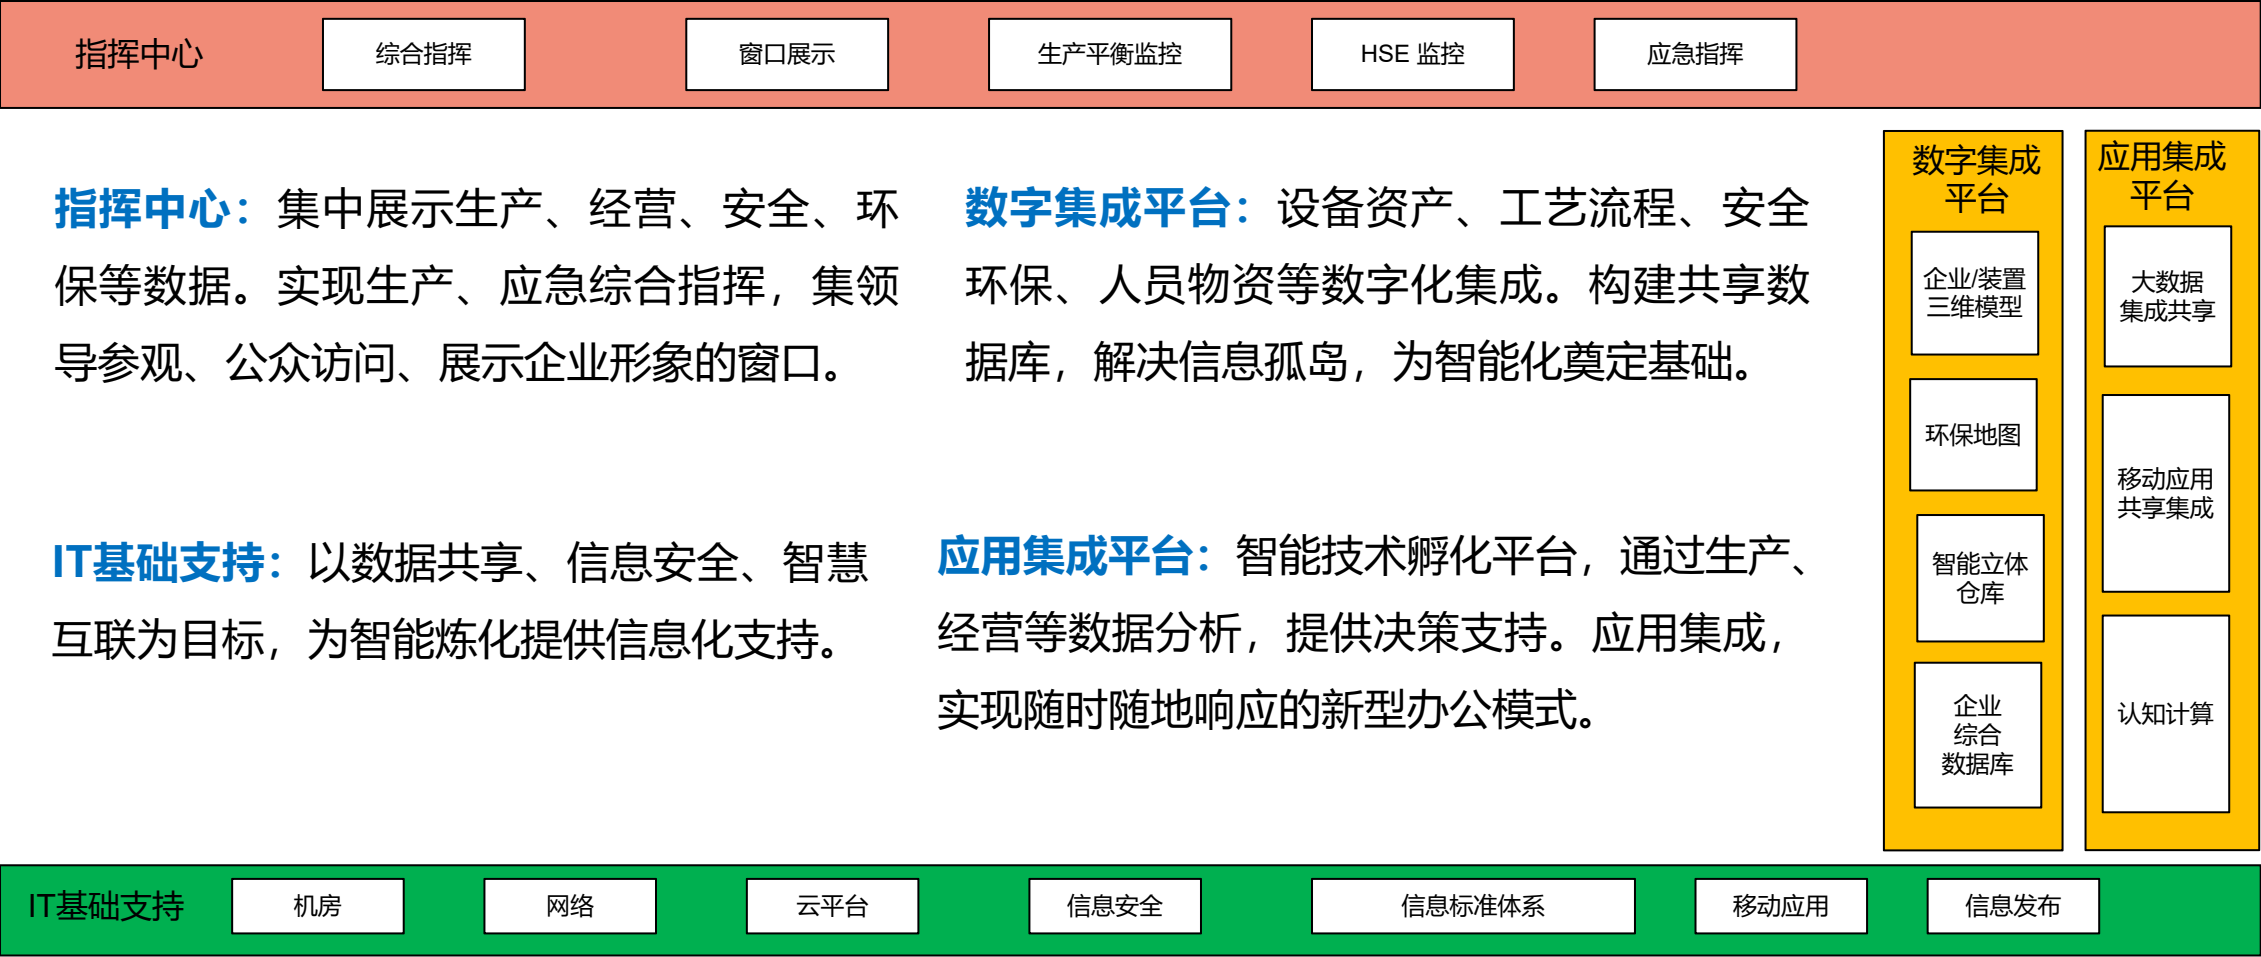 指挥中心
综合指挥
窗口展示
生产平衡监控
HSE 监控
应急指挥
指挥中心：集中展示生产、经营、安全、环
保等数据。实现生产、应急综合指挥，集领
导参观、公众访问、展示企业形象的窗口。
数字集成平台：设备资产、工艺流程、安全
环保、人员物资等数字化集成。构建共享数
据库，解决信息孤岛，为智能化奠定基础。
IT基础支持：以数据共享、信息安全、智慧
互联为目标，为智能炼化提供信息化支持。
应用集成平台：智能技术孵化平台，通过生产、
经营等数据分析，提供决策支持。应用集成，
实现随时随地响应的新型办公模式。
数字集成
平台
企业/装置
三维模型
环保地图
智能立体
仓库
企业
综合
数据库
应用集成
平台
大数据
集成共享
移动应用
共享集成
认知计算
IT基础支持
机房
网络
云平台
信息安全
信息标准体系
移动应用
信息发布